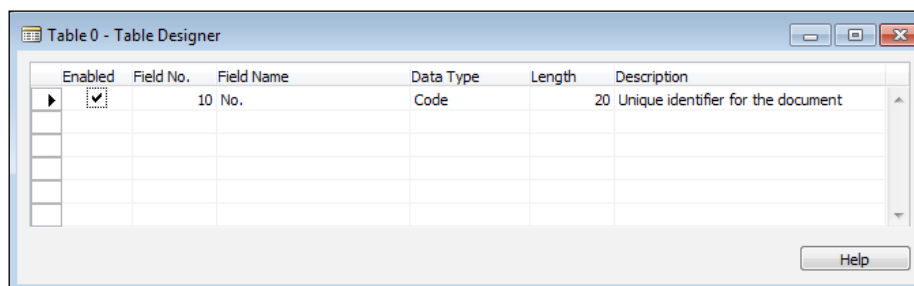 Table 0 - Table Designer
Enabled Field No. Field Name Data Type Length Description
10 No. Code 20 Unique identifier for the document
Help